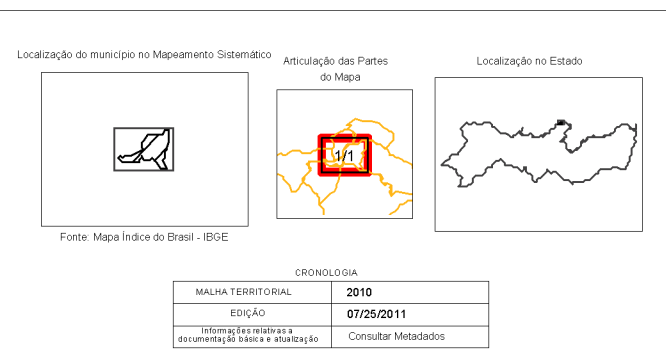 Localização do município no Mapeamento Sistemático
Articulação das Partes
do Mapa
Localização no Estado
1/1
Fonte: Mapa Índice do Brasil - IBGE
CRONOLOGIA
MALHA TERRITORIAL 2010
EDIÇÃO 07/25/2011
Informações relativas a
documentação básica e atualização Consultar Metadados